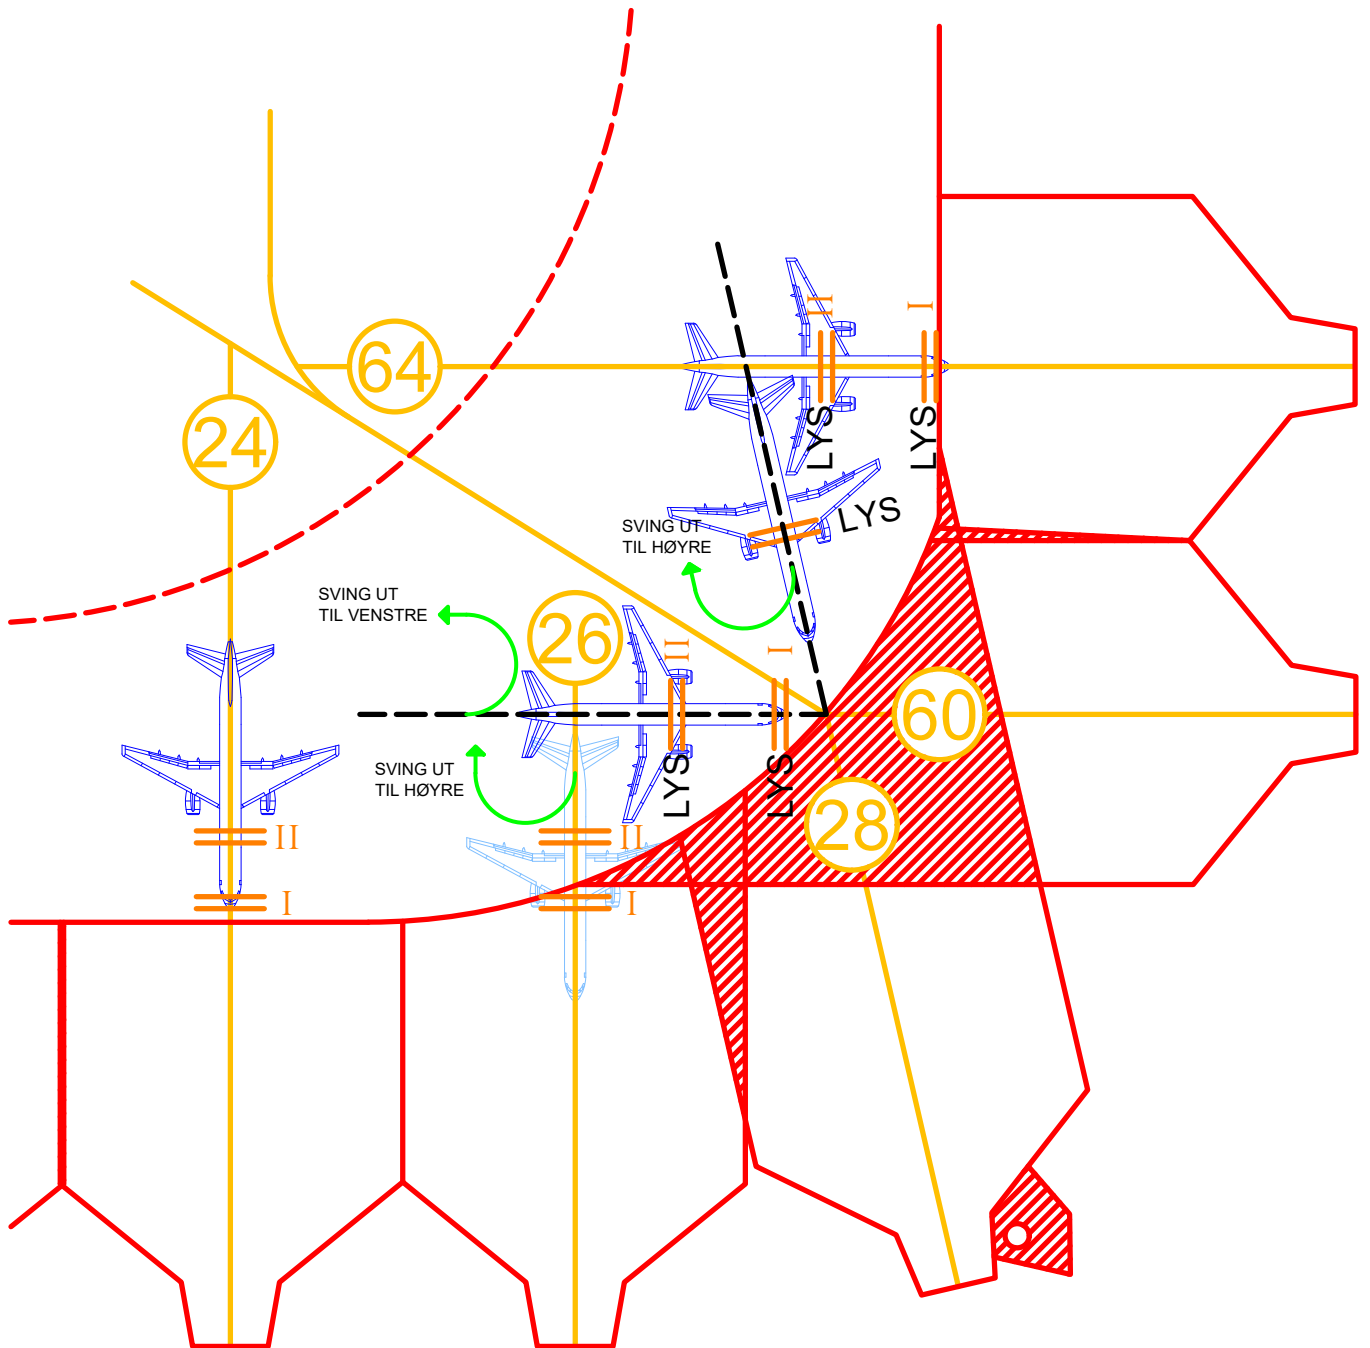 II
I
64
LYS
LYS
24
LYS
SVING UT
TIL HØYRE
SVING UT
TIL VENSTRE
26
II
I
60
SVING UT
TIL HØYRE
LYS
LYS
28
II
II
I
I